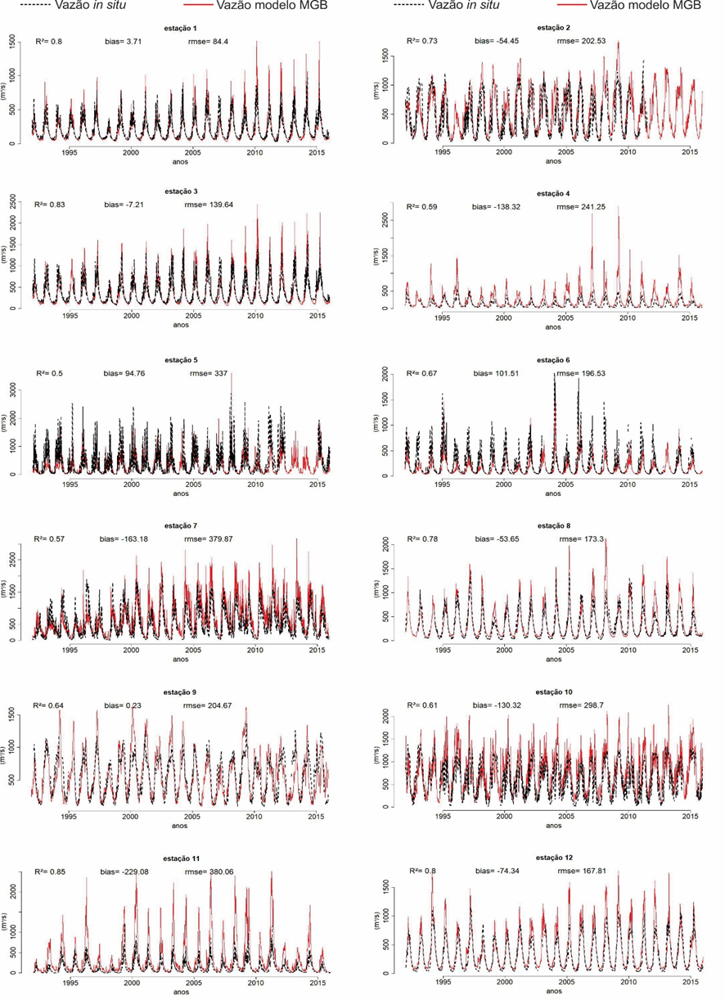 Vazão in situ Vazão modelo MGB Vazão in situ Vazão modelo MGB
estação 1
R²= 0.8 bias= 3.71 rmse= 84.4
(m³/s)
0 500 1000 1500
1995 2000 2005 2010 2015
anos
estação 2
R²= 0.73 bias= -54.45 rmse= 202.53
(m³/s)
0 500 1000 1500
1995 2000 2005 2010 2015
anos
estação 3
R²= 0.83 bias= -7.21 rmse= 139.64
(m³/s)
0 500 1000 1500 2000 2500
1995 2000 2005 2010 2015
anos
estação 4
R²= 0.59 bias= -138.32 rmse= 241.25
(m³/s)
0 500 1500 2500
1995 2000 2005 2010 2015
anos
estação 5
R²= 0.5 bias= 94.76 rmse= 337
(m³/s)
0 1000 2000 3000
1995 2000 2005 2010 2015
anos
estação 6
R²= 0.67 bias= 101.51 rmse= 196.53
(m³/s)
0 500 1000 1500 2000
1995 2000 2005 2010 2015
anos
estação 7
R²= 0.57 bias= -163.18 rmse= 379.87
(m³/s)
0 500 1500 2500
1995 2000 2005 2010 2015
anos
estação 8
R²= 0.78 bias= -53.65 rmse= 173.3
(m³/s)
0 500 1000 1500 2000
1995 2000 2005 2010 2015
anos
estação 9
R²= 0.64 bias= 0.23 rmse= 204.67
(m³/s)
500 1000 1500
1995 2000 2005 2010 2015
anos
estação 10
R²= 0.61 bias= -130.32 rmse= 298.7
(m³/s)
0 500 1000 1500 2000
1995 2000 2005 2010 2015
anos
estação 11
R²= 0.85 bias= -229.08 rmse= 380.06
(m³/s)
0 500 1000 2000
1995 2000 2005 2010 2015
anos
estação 12
R²= 0.8 bias= -74.34 rmse= 167.81
(m³/s)
0 500 1000 1500
1995 2000 2005 2010 2015
anos